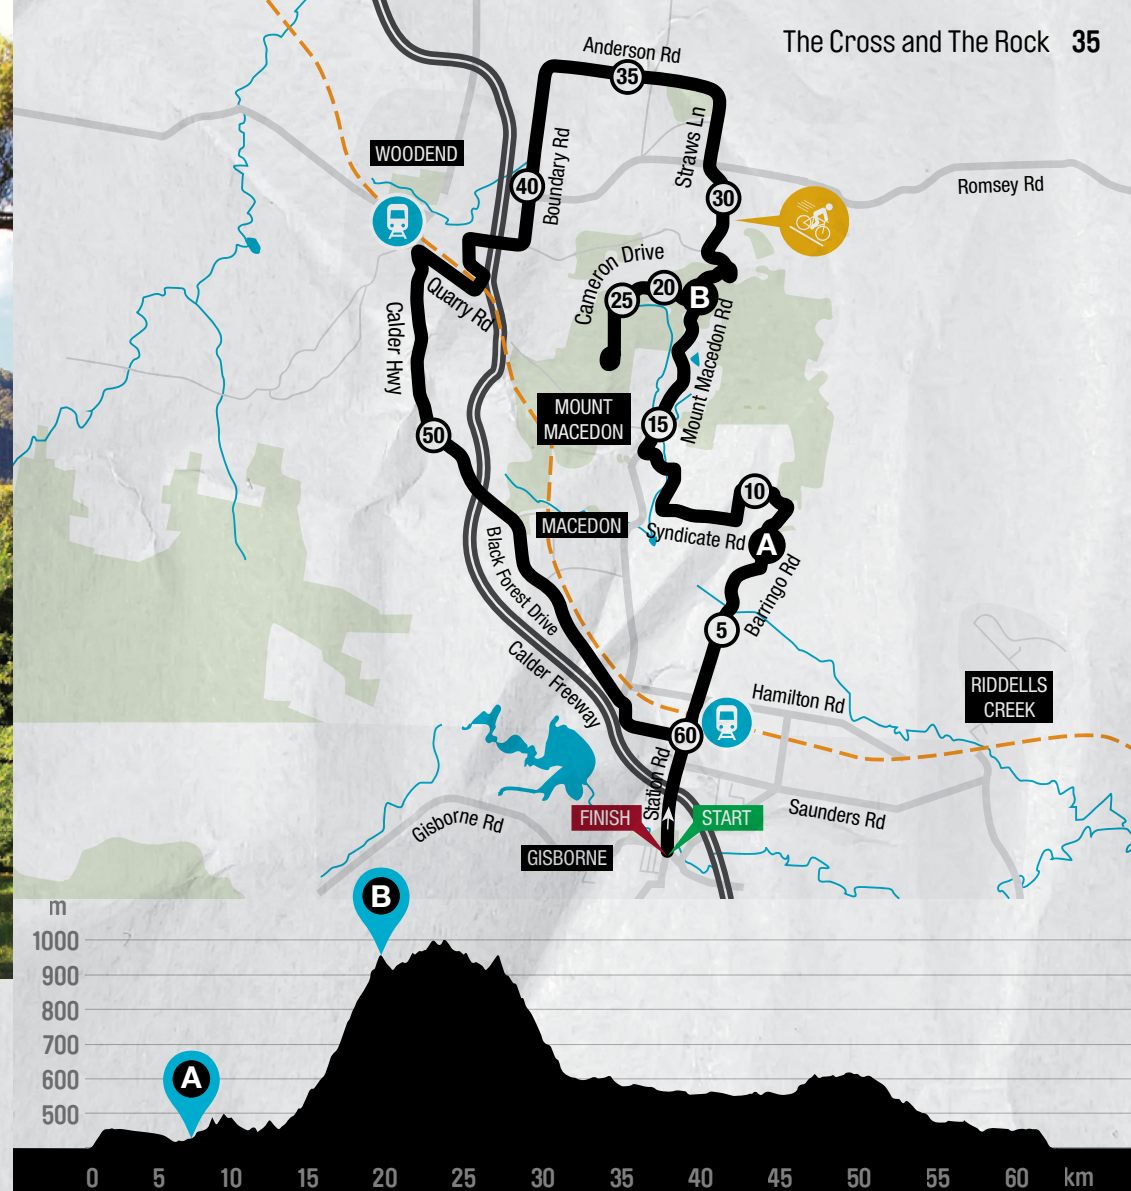 The Cross and The Rock 35
Anderson Rd
35
WOODEND
Boundary Rd
Straws Ln
40
30
Romsey Rd
Cameron Drive
20
25
B
Quarry Rd
Calder Hwy
Mount Macedon Rd
MOUNT
MACEDON
15
50
10
MACEDON
Syndicate Rd
A
Black Forest Drive
Barringo Rd
5
Calder Freeway
RIDDELLS
CREEK
Hamilton Rd
60
Station Rd
FINISH
START
Saunders Rd
Gisborne Rd
GISBORNE
B
m
1000
900
800
700
600
500
A
0 5 10 15 20 25 30 35 40 45 50 55 60 km